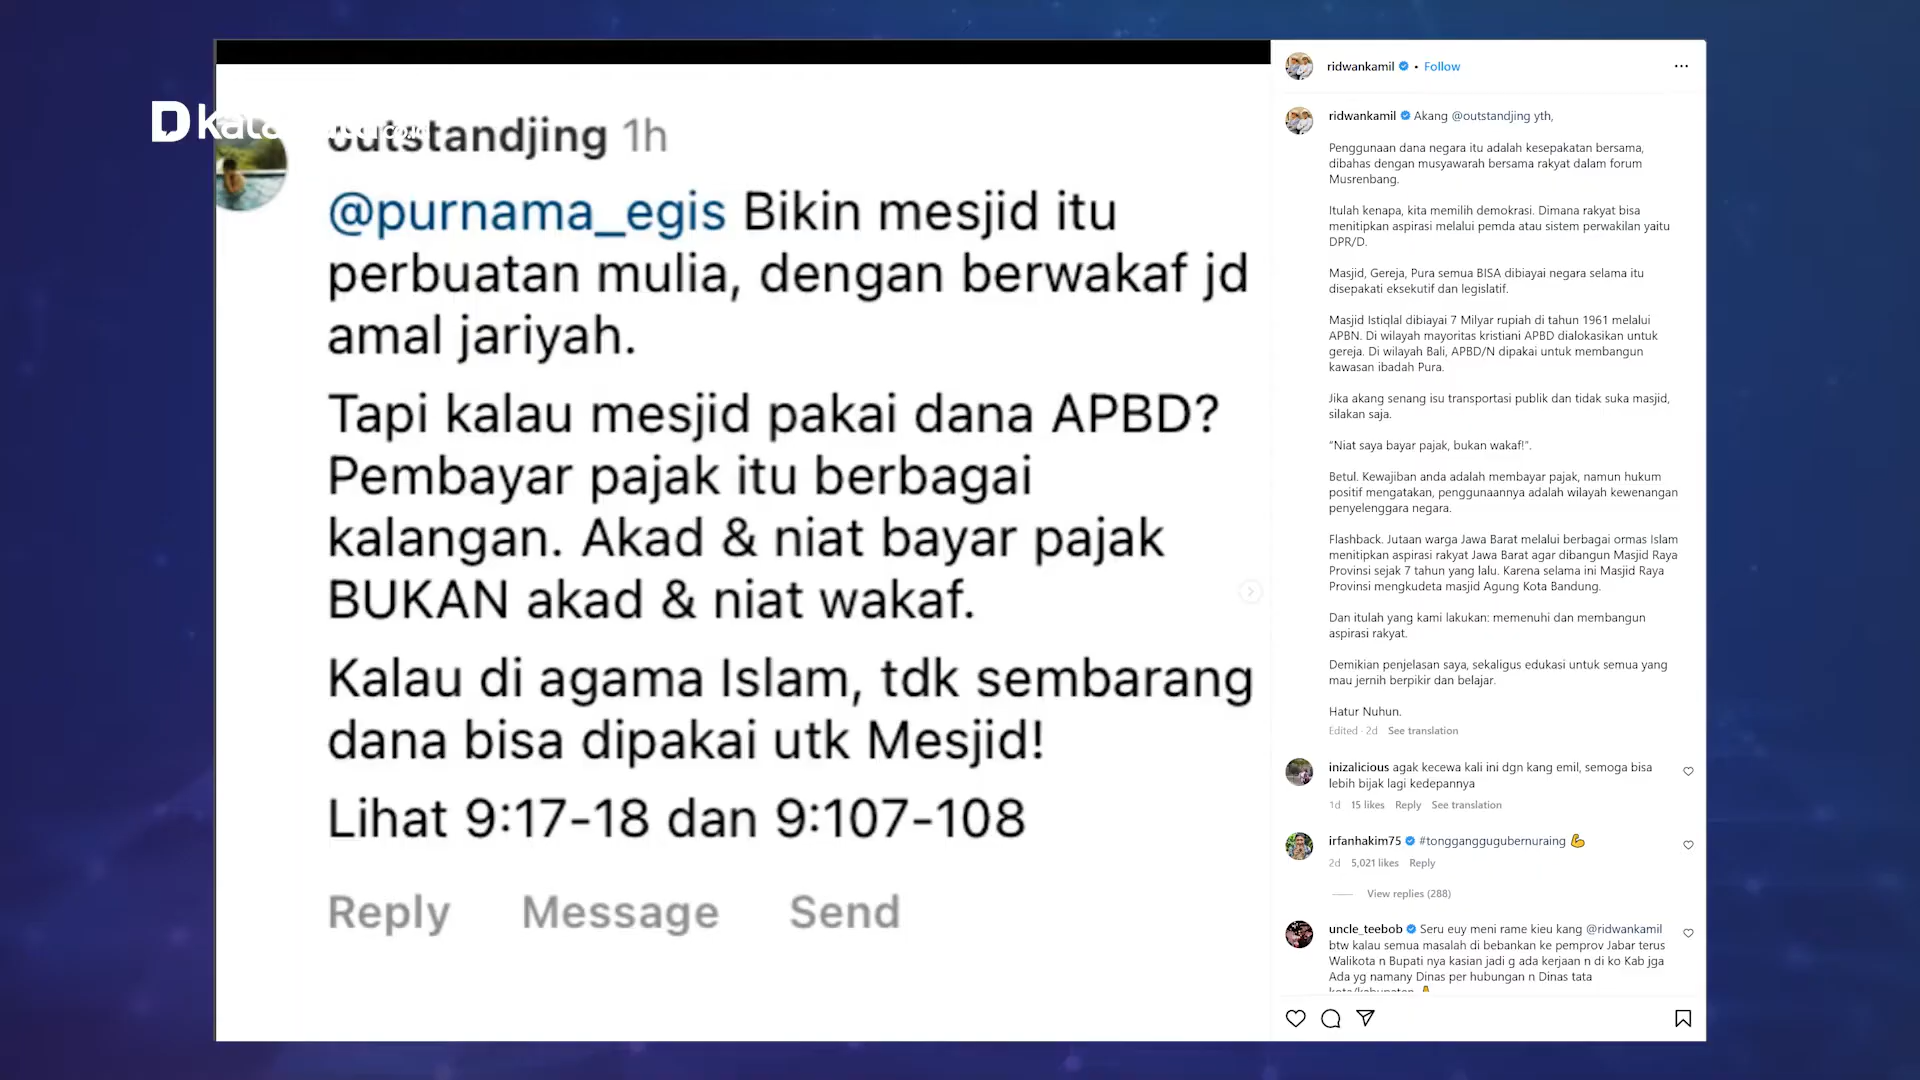 outstandjing 1h
@purnama_egis Bikin mesjid itu
perbuatan mulia, dengan berwakaf jd
amal jariyah.
Tapi kalau mesjid pakai dana APBD?
Pembayar pajak itu berbagai
kalangan. Akad & niat bayar pajak
BUKAN akad & niat wakaf.
Kalau di agama Islam, tdk sembarang
dana bisa dipakai utk Mesjid!
Lihat 9:17-18 dan 9:107-108
Reply Message Send
ridwankamil • Follow
ridwankamil Akang @outstandjing yth,
Penggunaan dana negara itu adalah kesepakatan bersama,
dibahas dengan musyawarah bersama rakyat dalam forum
Musrenbang.
Itulah kenapa, kita memilih demokrasi. Dimana rakyat bisa
menitipkan aspirasi melalui pemda atau sistem perwakilan yaitu
DPR/D.
Masjid, Gereja, Pura semua BISA dibiayai negara selama itu
disepakati eksekutif dan legislatif.
Masjid Istiqlal dibiayai 7 Milyar rupiah di tahun 1961 melalui
APBN. Di wilayah mayoritas kristiani APBD dialokasikan untuk
gereja. Di wilayah Bali, APBD/N dipakai untuk membangun
kawasan ibadah Pura.
Jika akang senang isu transportasi publik dan tidak suka masjid,
silakan saja.
“Niat saya bayar pajak, bukan wakaf!”.
Betul. Kewajiban anda adalah membayar pajak, namun hukum
positif mengatakan, penggunaannya adalah wilayah kewenangan
penyelenggara negara.
Flashback. Jutaan warga Jawa Barat melalui berbagai ormas Islam
menitipkan aspirasi rakyat Jawa Barat agar dibangun Masjid Raya
Provinsi sejak 7 tahun yang lalu. Karena selama ini Masjid Raya
Provinsi mengkudeta masjid Agung Kota Bandung.
Dan itulah yang kami lakukan: memenuhi dan membangun
aspirasi rakyat.
Demikian penjelasan saya, sekaligus edukasi untuk semua yang
mau jernih berpikir dan belajar.
Hatur Nuhun.
Edited · 2d See translation
inizalicious agak kecewa kali ini dgn kang emil, semoga bisa
lebih bijak lagi kedepannya
1d 15 likes Reply See translation
irfanhakim75 #tongganggugubernuraing 💪
2d 5,021 likes Reply
View replies (288)
uncle_teebob Seru euy meni rame kieu kang @ridwankamil
btw kalau semua masalah di bebankan ke pemprov Jabar terus
Walikota n Bupati nya kasian jadi g ada kerjaan n di ko Kab jga
Ada yg namany Dinas per hubungan n Dinas tata
kota/kabupaten